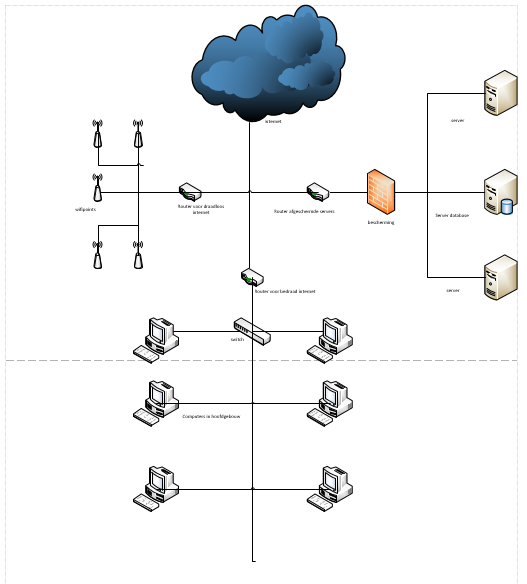 internet
server
wifipoints
Router voor draadloos
internet
Router afgeschermde servers
bescherming
Server database
Router voor bedraad internet
server
switch
Computers in hoofdgebouw